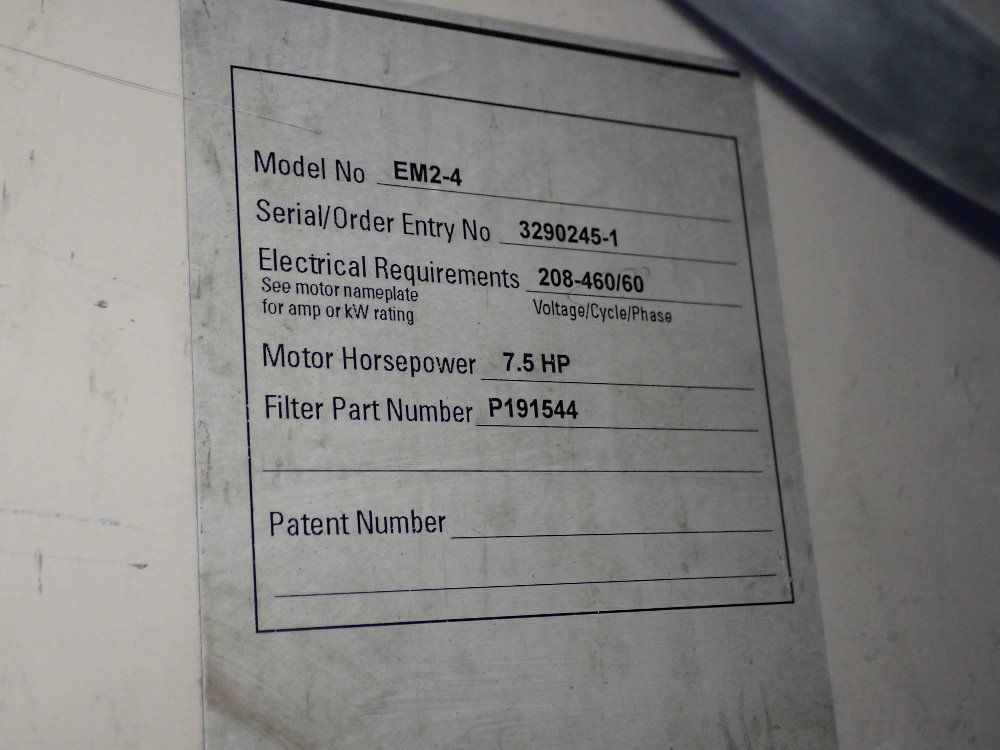 Model No EM2-4
Serial/Order Entry No 3290245-1
Electrical Requirements 208-460/60
See motor nameplate
for amp or kW rating Voltage/Cycle/Phase
Motor Horsepower 7.5 HP
Filter Part Number P191544
Patent Number